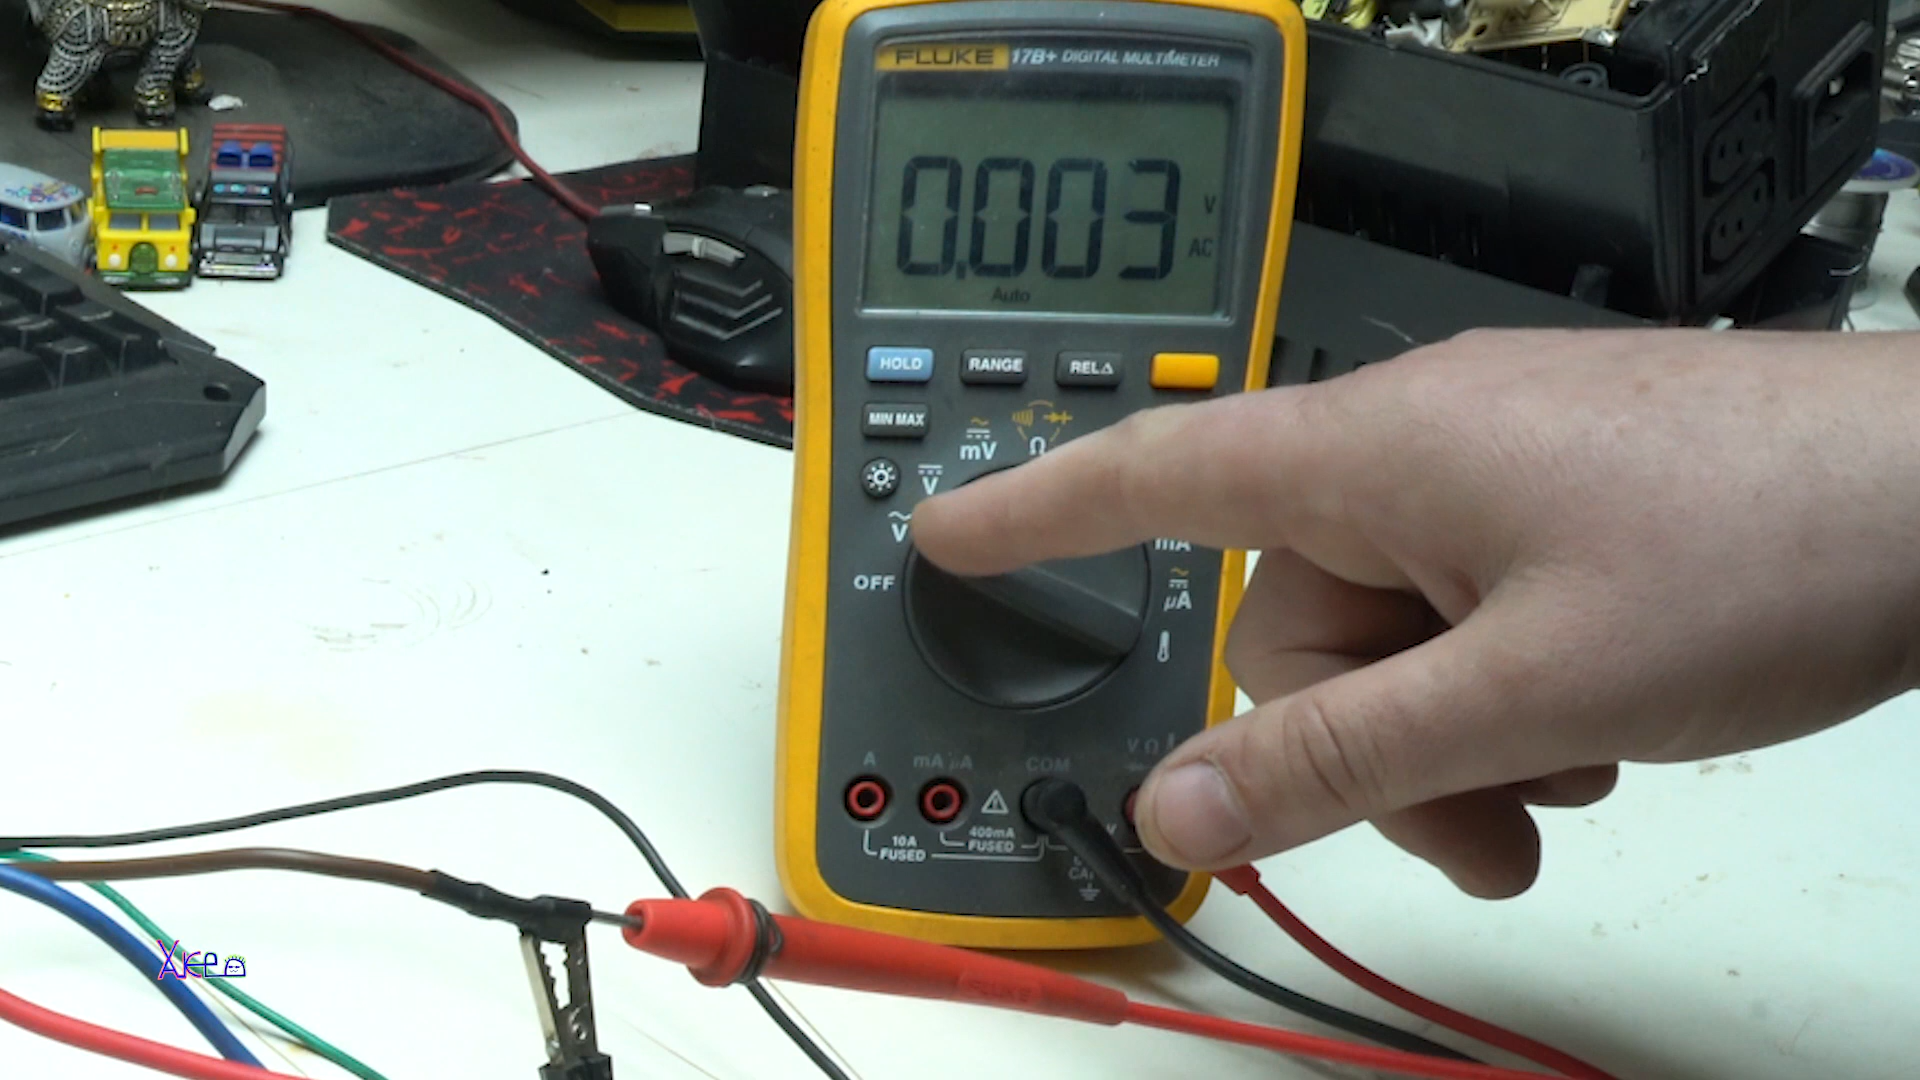 FLUKE 17B+ DIGITAL MULTIMETER
0.003 V
AC
Auto
HOLD RANGE REL△
MIN MAX
mV Ω
V
V
OFF
mA
µA
A mA µA COM V Ω
10A
FUSED
400mA
FUSED
V
FLUKE